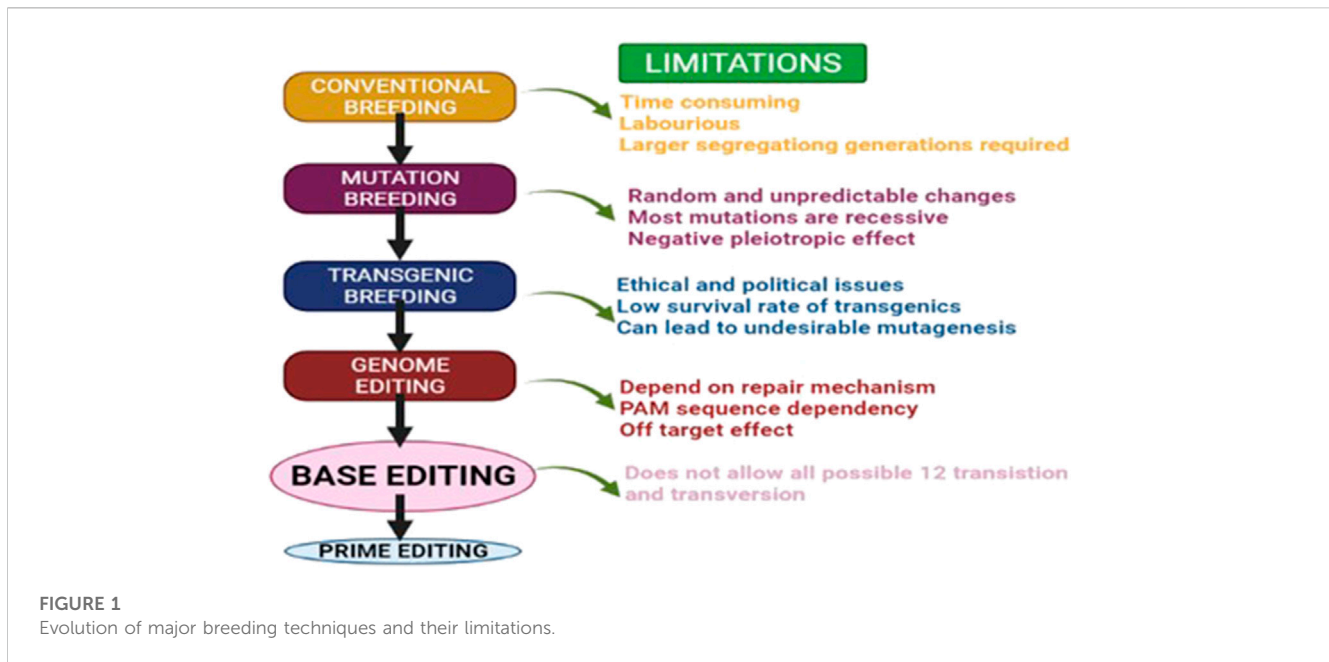 LIMITATIONS
CONVENTIONAL
BREEDING
Time consuming
Labourious
Larger segregationg generations required
MUTATION
BREEDING
Random and unpredictable changes
Most mutations are recessive
Negative pleiotropic effect
TRANSGENIC
BREEDING
Ethical and political issues
Low survival rate of transgenics
Can lead to undesirable mutagenesis
GENOME
EDITING
Depend on repair mechanism
PAM sequence dependency
Off target effect
BASE EDITING
Does not allow all possible 12 transistion
and transversion
PRIME EDITING
FIGURE 1
Evolution of major breeding techniques and their limitations.